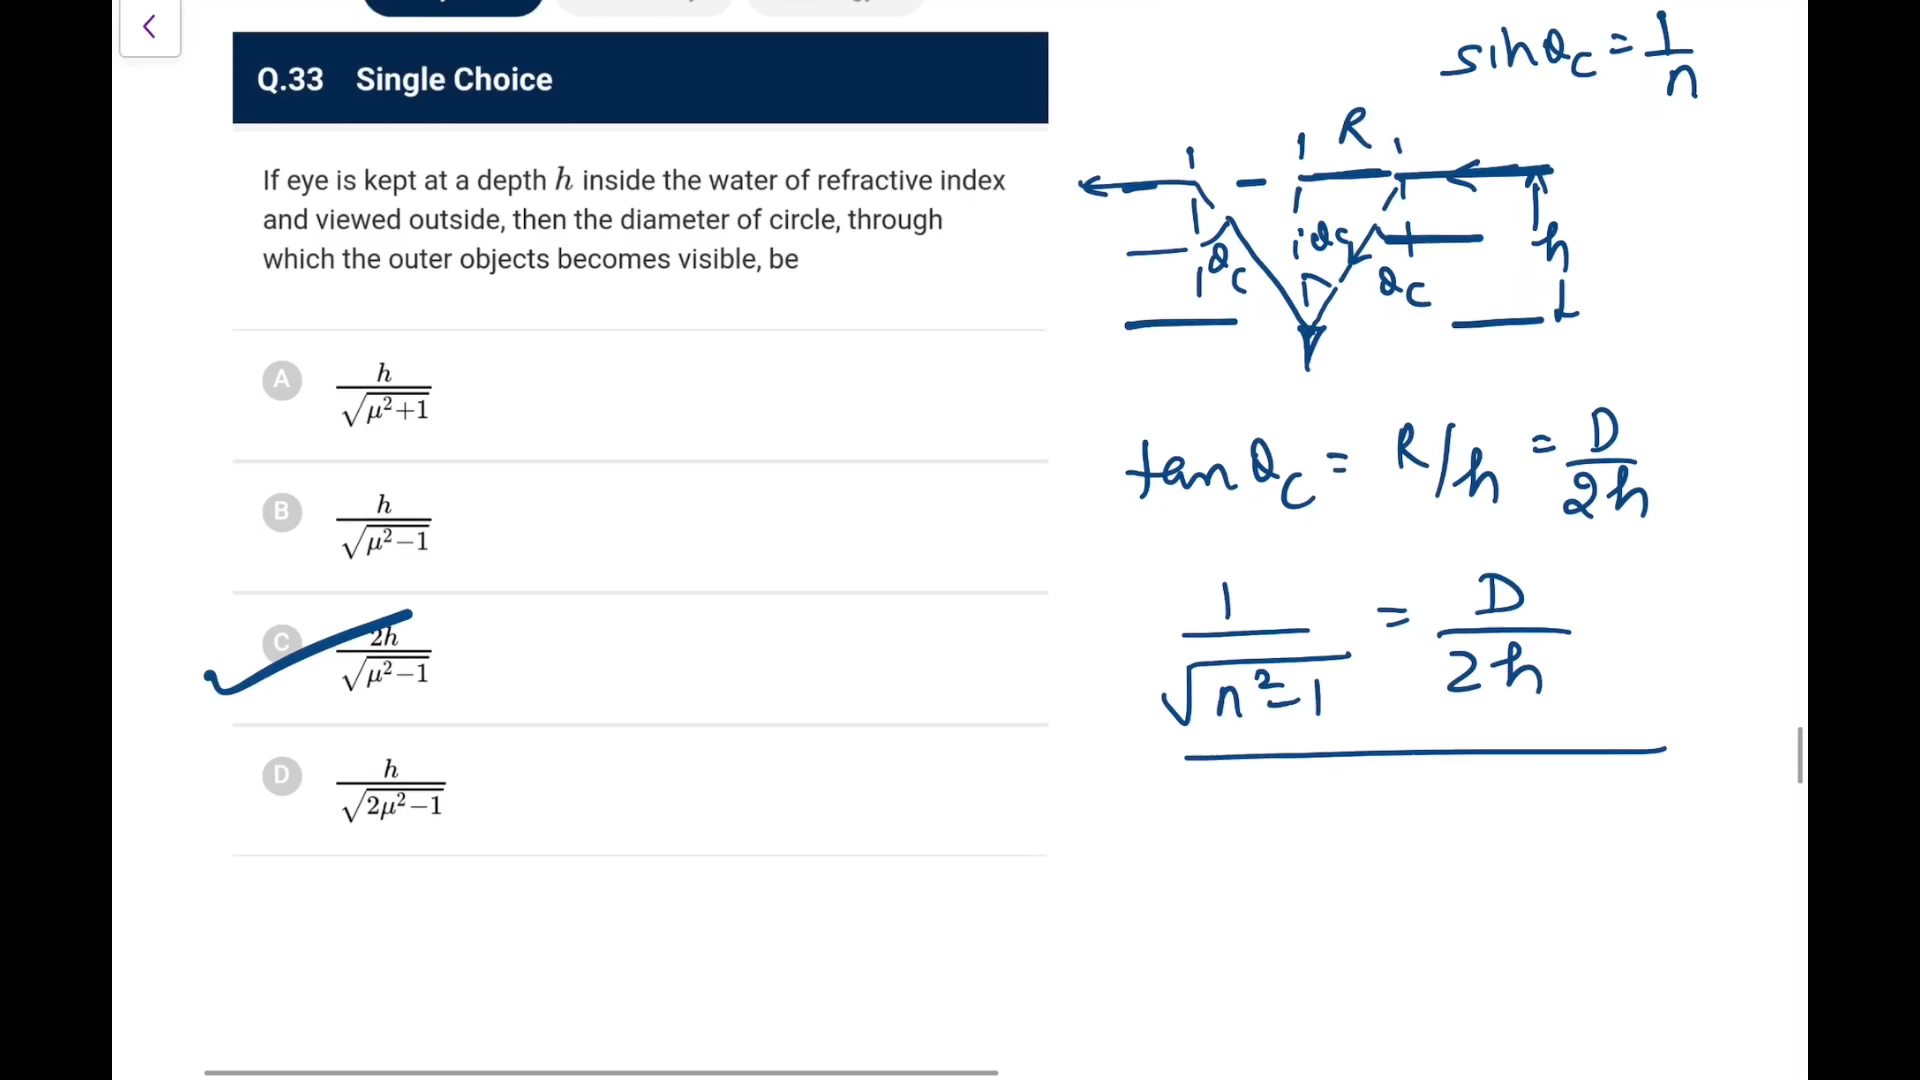 Q.33 Single Choice
If eye is kept at a depth h inside the water of refractive index
and viewed outside, then the diameter of circle, through
which the outer objects becomes visible, be
A h/√(μ²+1)
B h/√(μ²−1)
C 2h/√(μ²−1)
D h/√(2μ²−1)
sinθc = 1/n
R
θc θc θc h
tanθc = R/h = D/2h
1/√(n²−1) = D/2h